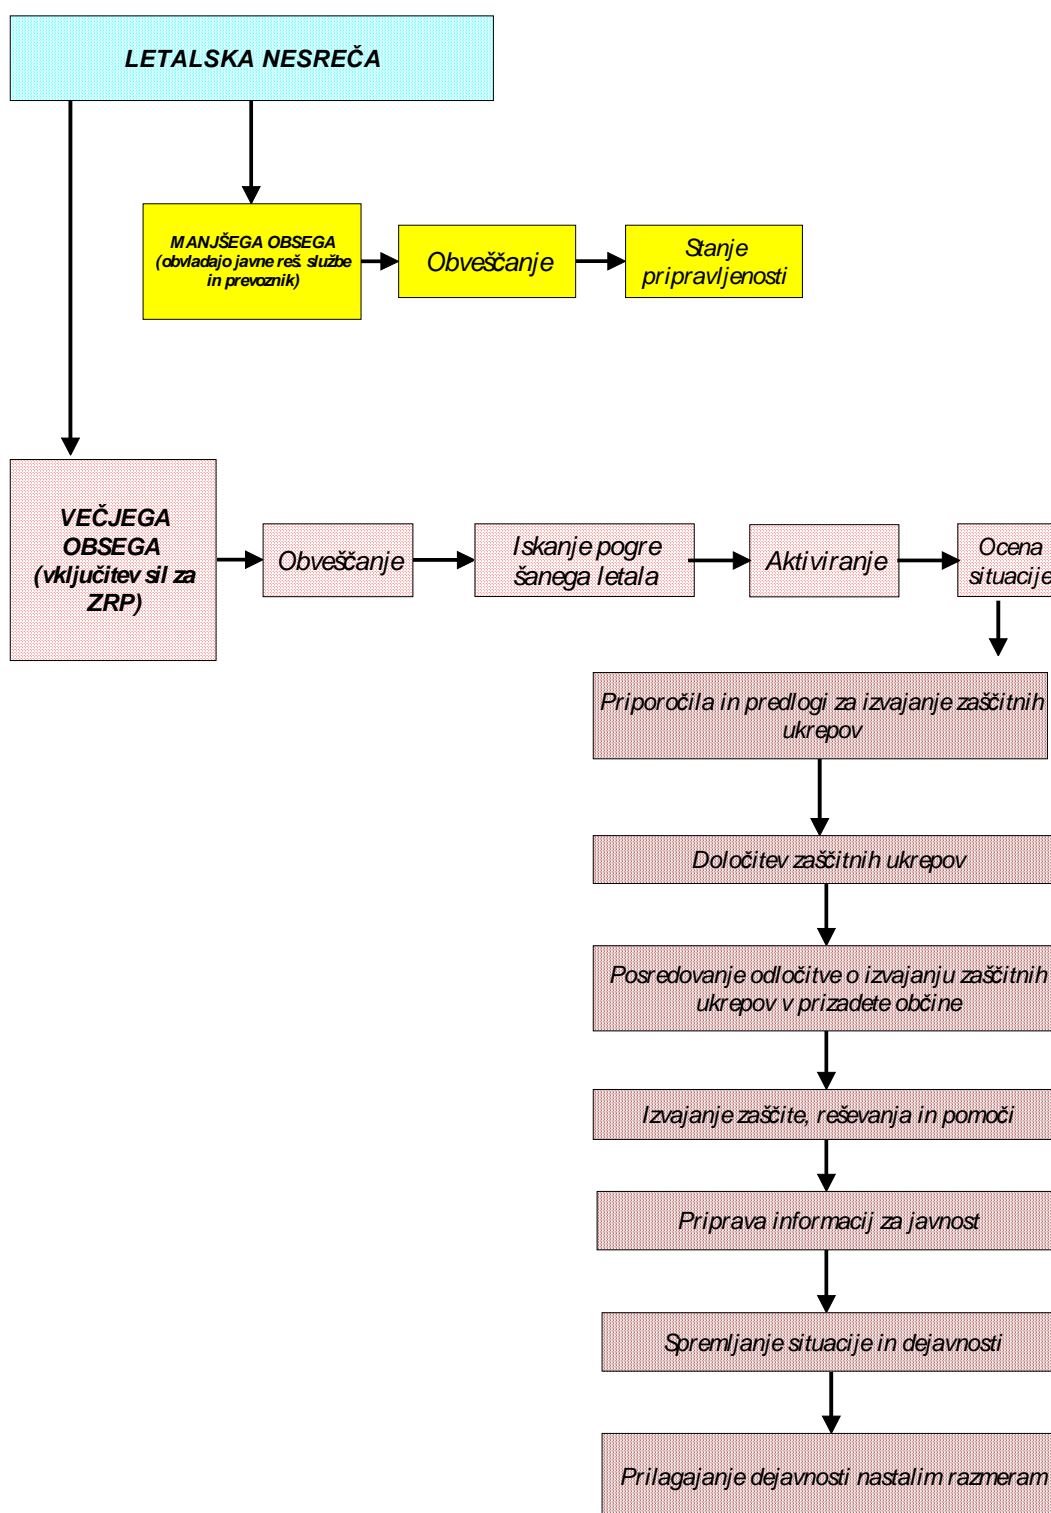 LETALSKA NESREČA
MANJŠEGA OBSEGA
(obvladajo javne reš. službe
in prevoznik)
Obveščanje
Stanje
pripravljenosti
VEČJEGA
OBSEGA
(vključitev sil za
ZRP)
Obveščanje
Iskanje pogre
šanega letala
Aktiviranje
Ocena
situacije
Priporočila in predlogi za izvajanje zaščitnih
ukrepov
Določitev zaščitnih ukrepov
Posredovanje odločitve o izvajanju zaščitnih
ukrepov v prizadete občine
Izvajanje zaščite, reševanja in pomoči
Priprava informacij za javnost
Spremljanje situacije in dejavnosti
Prilagajanje dejavnosti nastalim razmeram